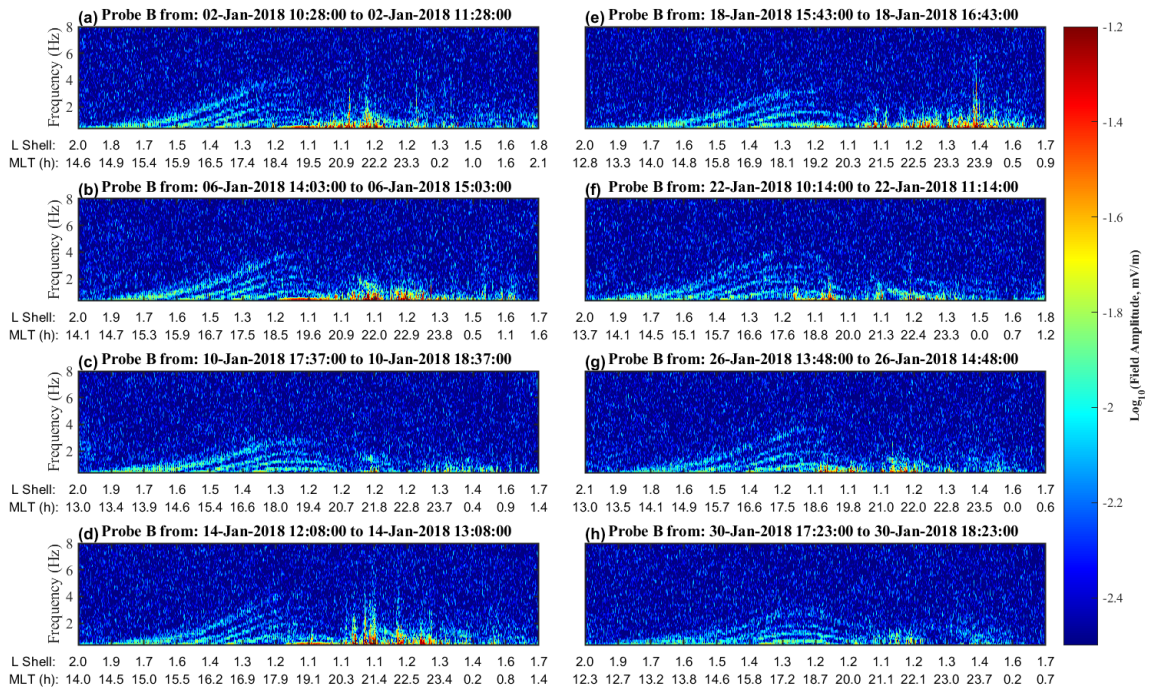 (a) Probe B from: 02-Jan-2018 10:28:00 to 02-Jan-2018 11:28:00
Frequency (Hz)
8
6
4
2
L Shell: 2.0 1.8 1.7 1.5 1.4 1.3 1.2 1.1 1.1 1.1 1.2 1.3 1.5 1.6 1.8
MLT (h): 14.6 14.9 15.4 15.9 16.5 17.4 18.4 19.5 20.9 22.2 23.3 0.2 1.0 1.6 2.1
(b) Probe B from: 06-Jan-2018 14:03:00 to 06-Jan-2018 15:03:00
Frequency (Hz)
8
6
4
2
L Shell: 2.0 1.9 1.7 1.6 1.4 1.3 1.2 1.1 1.1 1.1 1.2 1.3 1.5 1.6 1.7
MLT (h): 14.1 14.7 15.3 15.9 16.7 17.5 18.5 19.6 20.9 22.0 22.9 23.8 0.5 1.1 1.6
(c) Probe B from: 10-Jan-2018 17:37:00 to 10-Jan-2018 18:37:00
Frequency (Hz)
8
6
4
2
L Shell: 2.0 1.9 1.7 1.6 1.5 1.4 1.3 1.2 1.2 1.2 1.2 1.3 1.4 1.6 1.7
MLT (h): 13.0 13.4 13.9 14.6 15.4 16.6 18.0 19.4 20.7 21.8 22.8 23.7 0.4 0.9 1.4
(d) Probe B from: 14-Jan-2018 12:08:00 to 14-Jan-2018 13:08:00
Frequency (Hz)
8
6
4
2
L Shell: 2.0 1.9 1.7 1.6 1.4 1.3 1.2 1.1 1.1 1.1 1.2 1.3 1.4 1.6 1.7
MLT (h): 14.0 14.5 15.0 15.5 16.2 16.9 17.9 19.0 20.3 21.4 22.5 23.4 0.2 0.8 1.4
(e) Probe B from: 18-Jan-2018 15:43:00 to 18-Jan-2018 16:43:00
L Shell: 2.0 1.9 1.7 1.6 1.4 1.3 1.2 1.2 1.1 1.1 1.2 1.3 1.4 1.6 1.7
MLT (h): 12.8 13.3 14.0 14.8 15.8 16.9 18.1 19.2 20.3 21.5 22.5 23.3 23.9 0.5 0.9
(f) Probe B from: 22-Jan-2018 10:14:00 to 22-Jan-2018 11:14:00
L Shell: 2.0 1.9 1.7 1.6 1.4 1.3 1.2 1.1 1.1 1.1 1.2 1.3 1.5 1.6 1.8
MLT (h): 13.7 14.1 14.5 15.1 15.7 16.6 17.6 18.8 20.0 21.3 22.4 23.3 0.0 0.7 1.2
(g) Probe B from: 26-Jan-2018 13:48:00 to 26-Jan-2018 14:48:00
L Shell: 2.1 1.9 1.8 1.6 1.5 1.3 1.2 1.1 1.1 1.1 1.2 1.3 1.4 1.6 1.7
MLT (h): 13.0 13.5 14.1 14.9 15.7 16.6 17.5 18.6 19.8 21.0 22.0 22.8 23.5 0.0 0.6
(h) Probe B from: 30-Jan-2018 17:23:00 to 30-Jan-2018 18:23:00
L Shell: 2.0 1.9 1.7 1.6 1.5 1.4 1.3 1.2 1.2 1.2 1.2 1.3 1.4 1.6 1.7
MLT (h): 12.3 12.7 13.2 13.8 14.6 15.8 17.2 18.7 20.0 21.2 22.1 22.9 23.6 0.2 0.7
-1.2
-1.4
-1.6
-1.8
-2
-2.2
-2.4
Log10(Field Amplitude, mV/m)